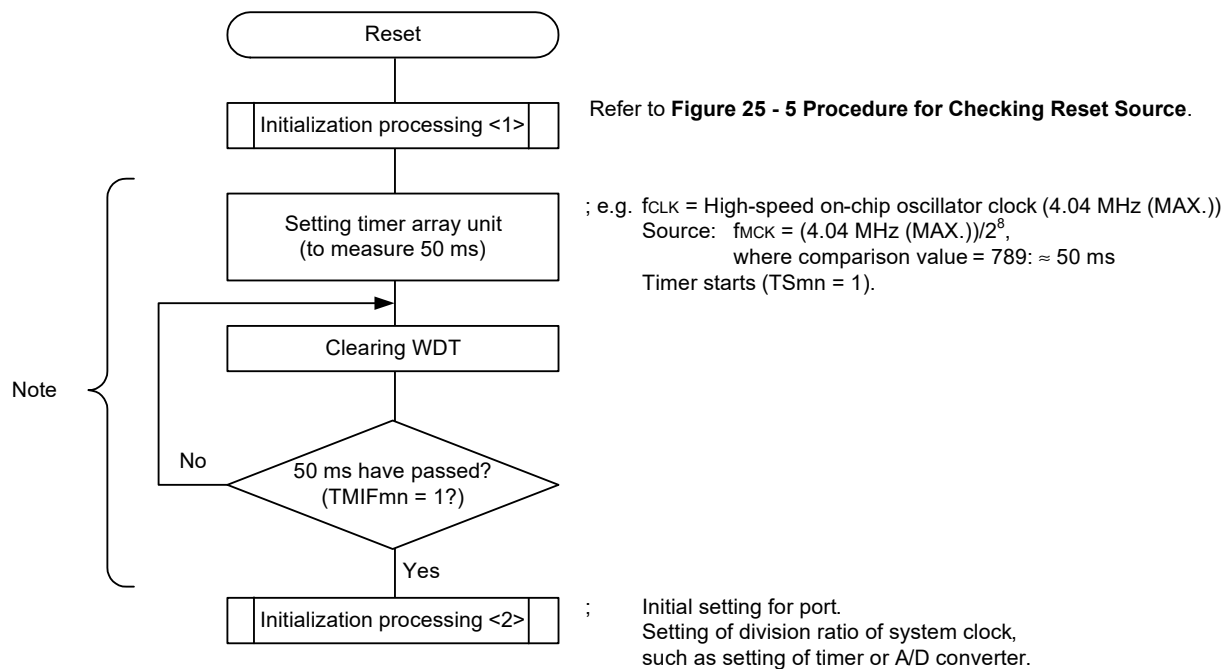 Reset
Initialization processing <1>
Refer to Figure 25 - 5 Procedure for Checking Reset Source.
Setting timer array unit
(to measure 50 ms)
; e.g. fCLK = High-speed on-chip oscillator clock (4.04 MHz (MAX.))
Source: fMCK = (4.04 MHz (MAX.))/2⁸,
where comparison value = 789: ≈ 50 ms
Timer starts (TSmn = 1).
Clearing WDT
Note
No
50 ms have passed?
(TMIFmn = 1?)
Yes
Initialization processing <2>
; Initial setting for port.
Setting of division ratio of system clock,
such as setting of timer or A/D converter.